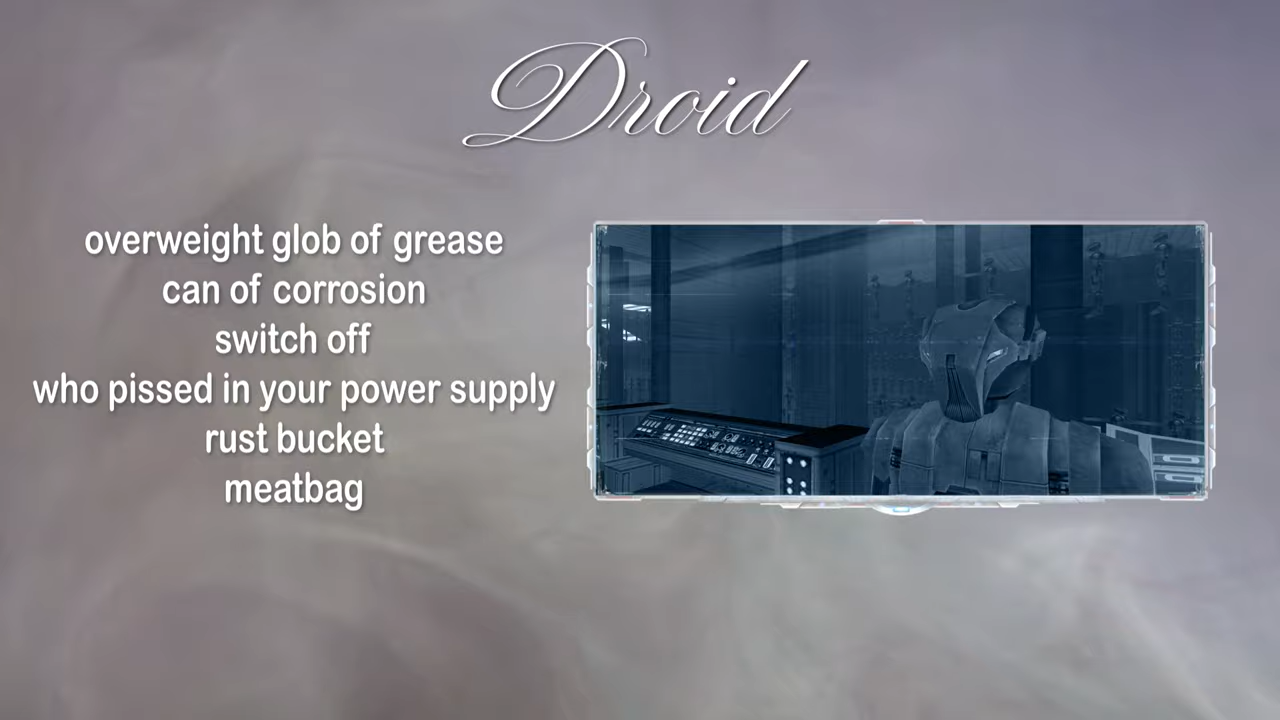 Droid
overweight glob of grease
can of corrosion
switch off
who pissed in your power supply
rust bucket
meatbag